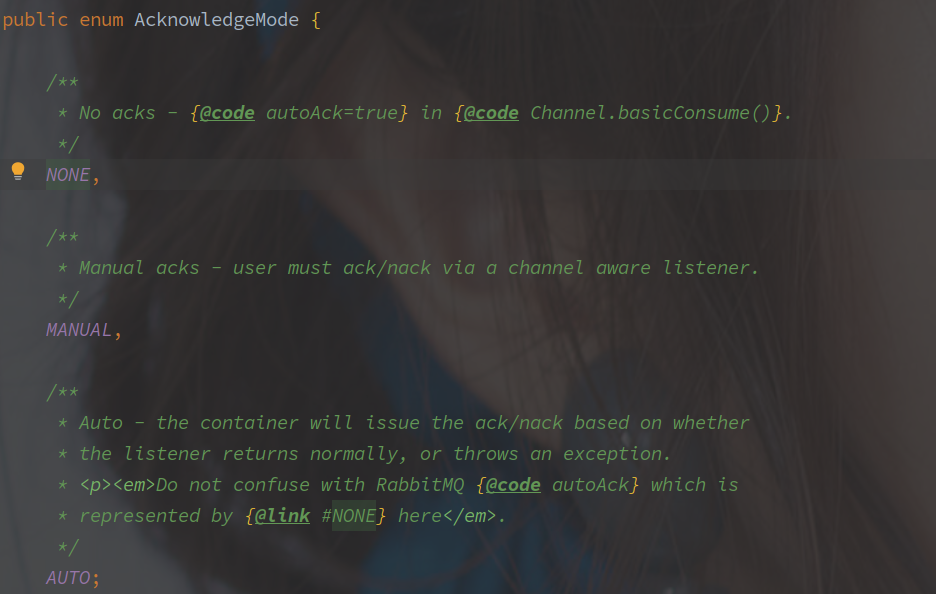 public enum AcknowledgeMode {
/**
* No acks - {@code autoAck=true} in {@code Channel.basicConsume()}.
*/
NONE,
/**
* Manual acks - user must ack/nack via a channel aware listener.
*/
MANUAL,
/**
* Auto - the container will issue the ack/nack based on whether
* the listener returns normally, or throws an exception.
* <p><em>Do not confuse with RabbitMQ {@code autoAck} which is
* represented by {@link #NONE} here</em>.
*/
AUTO;